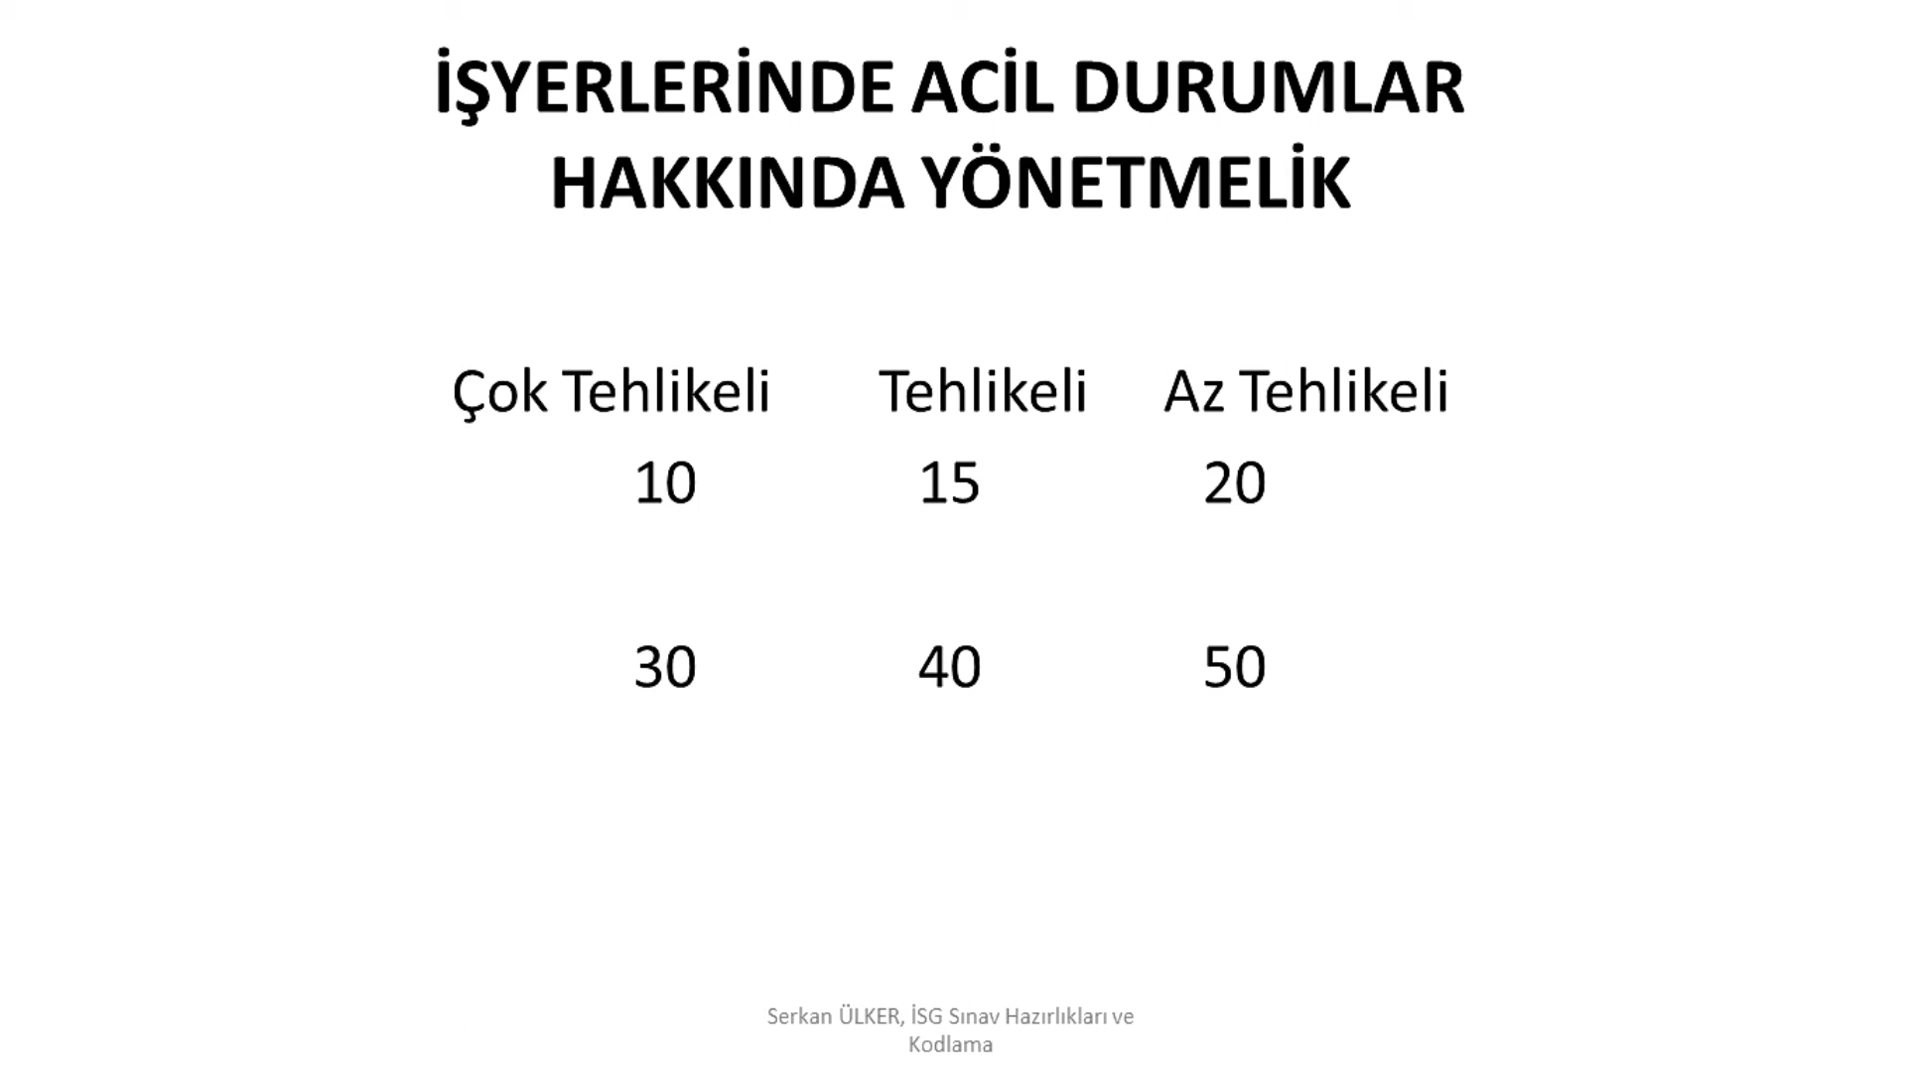 İŞYERLERİNDE ACİL DURUMLAR
HAKKINDA YÖNETMELİK
Çok Tehlikeli Tehlikeli Az Tehlikeli
10 15 20
30 40 50
Serkan ÜLKER, İSG Sınav Hazırlıkları ve
Kodlama